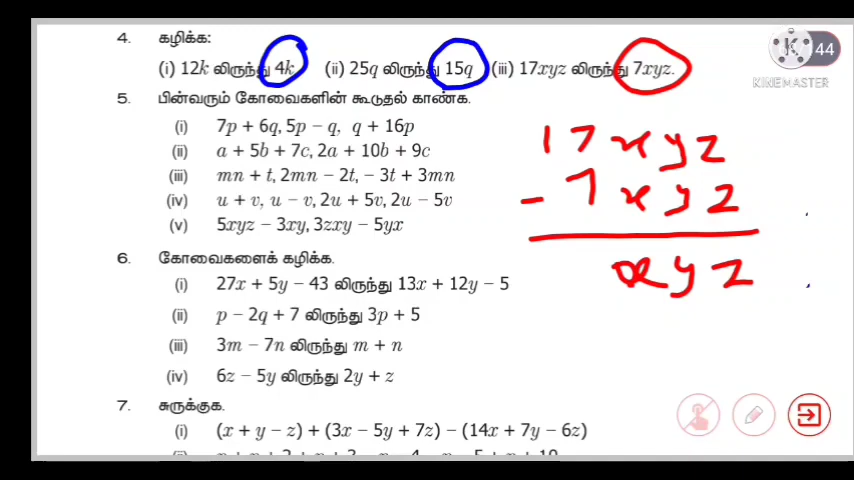 4. கழிக்க:
(i) 12k லிருந்து 4k (ii) 25q லிருந்து 15q (iii) 17xyz லிருந்து 7xyz.
5. பின்வரும் கோவைகளின் கூடுதல் காண்க.
(i) 7p + 6q, 5p − q, q + 16p
(ii) a + 5b + 7c, 2a + 10b + 9c
(iii) mn + t, 2mn − 2t, − 3t + 3mn
(iv) u + v, u − v, 2u + 5v, 2u − 5v
(v) 5xyz − 3xy, 3zxy − 5yx
6. கோவைகளைக் கழிக்க.
(i) 27x + 5y − 43 லிருந்து 13x + 12y − 5
(ii) p − 2q + 7 லிருந்து 3p + 5
(iii) 3m − 7n லிருந்து m + n
(iv) 6z − 5y லிருந்து 2y + z
7. சுருக்குக.
(i) (x + y − z) + (3x − 5y + 7z) − (14x + 7y − 6z)
17xyz
− 7xyz
xyz
K
44
KINEMASTER